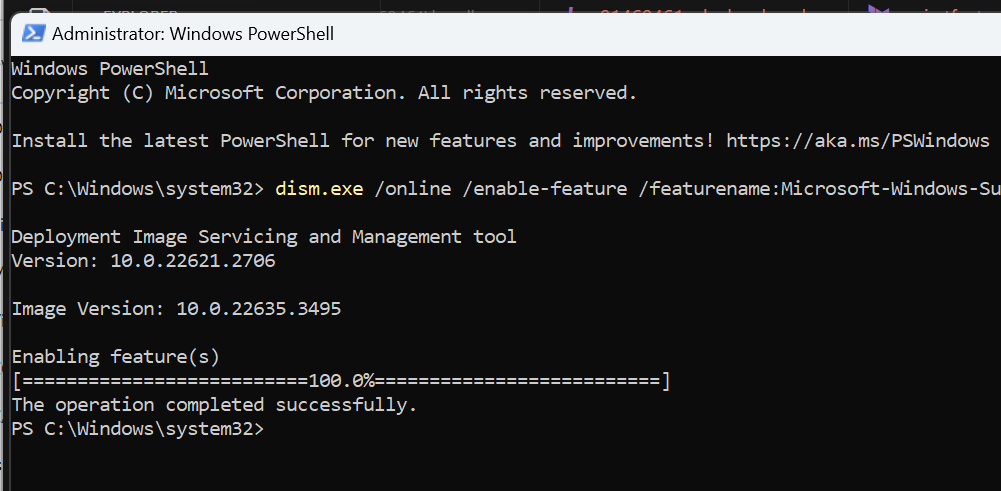 EXPLORER
Administrator: Windows PowerShell
Windows PowerShell
Copyright (C) Microsoft Corporation. All rights reserved.
Install the latest PowerShell for new features and improvements! https://aka.ms/PSWindows
PS C:\Windows\system32> dism.exe /online /enable-feature /featurename:Microsoft-Windows-Su
Deployment Image Servicing and Management tool
Version: 10.0.22621.2706
Image Version: 10.0.22635.3495
Enabling feature(s)
[==========================100.0%==========================]
The operation completed successfully.
PS C:\Windows\system32>